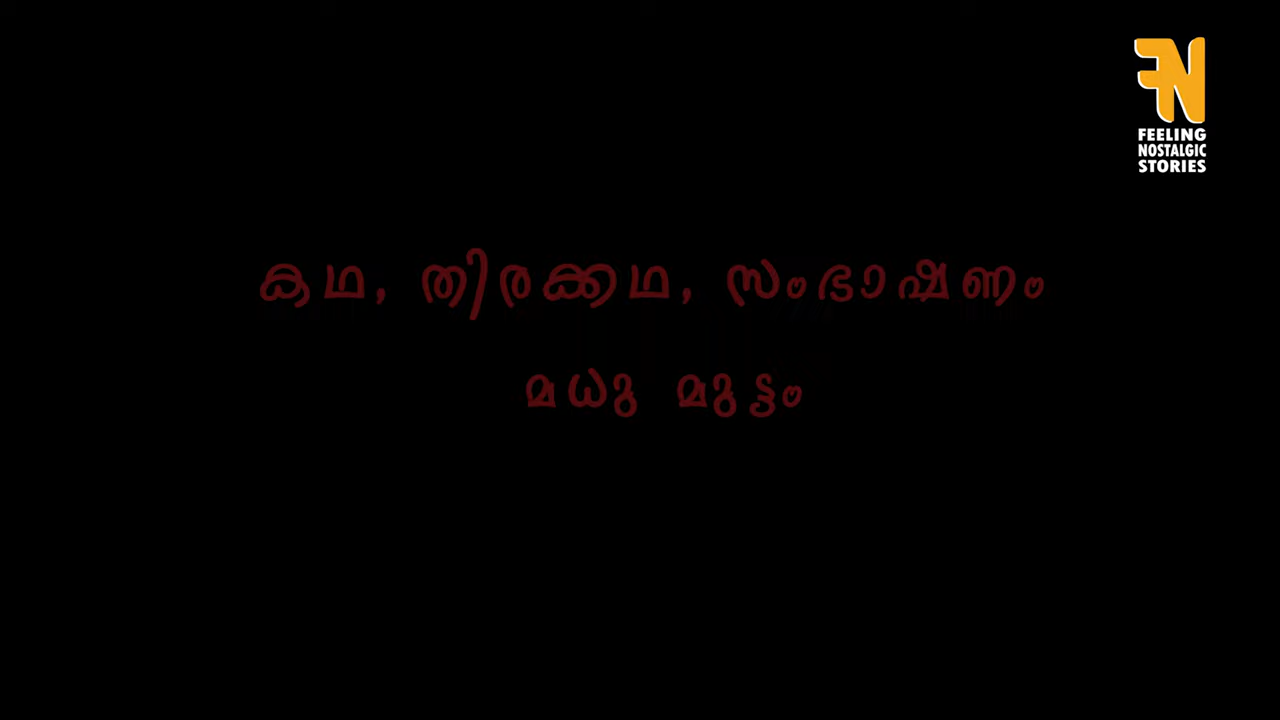 FEELING
NOSTALGIC
STORIES
കഥ, തിരക്കഥ, സംഭാഷണം
മധു മുട്ടം